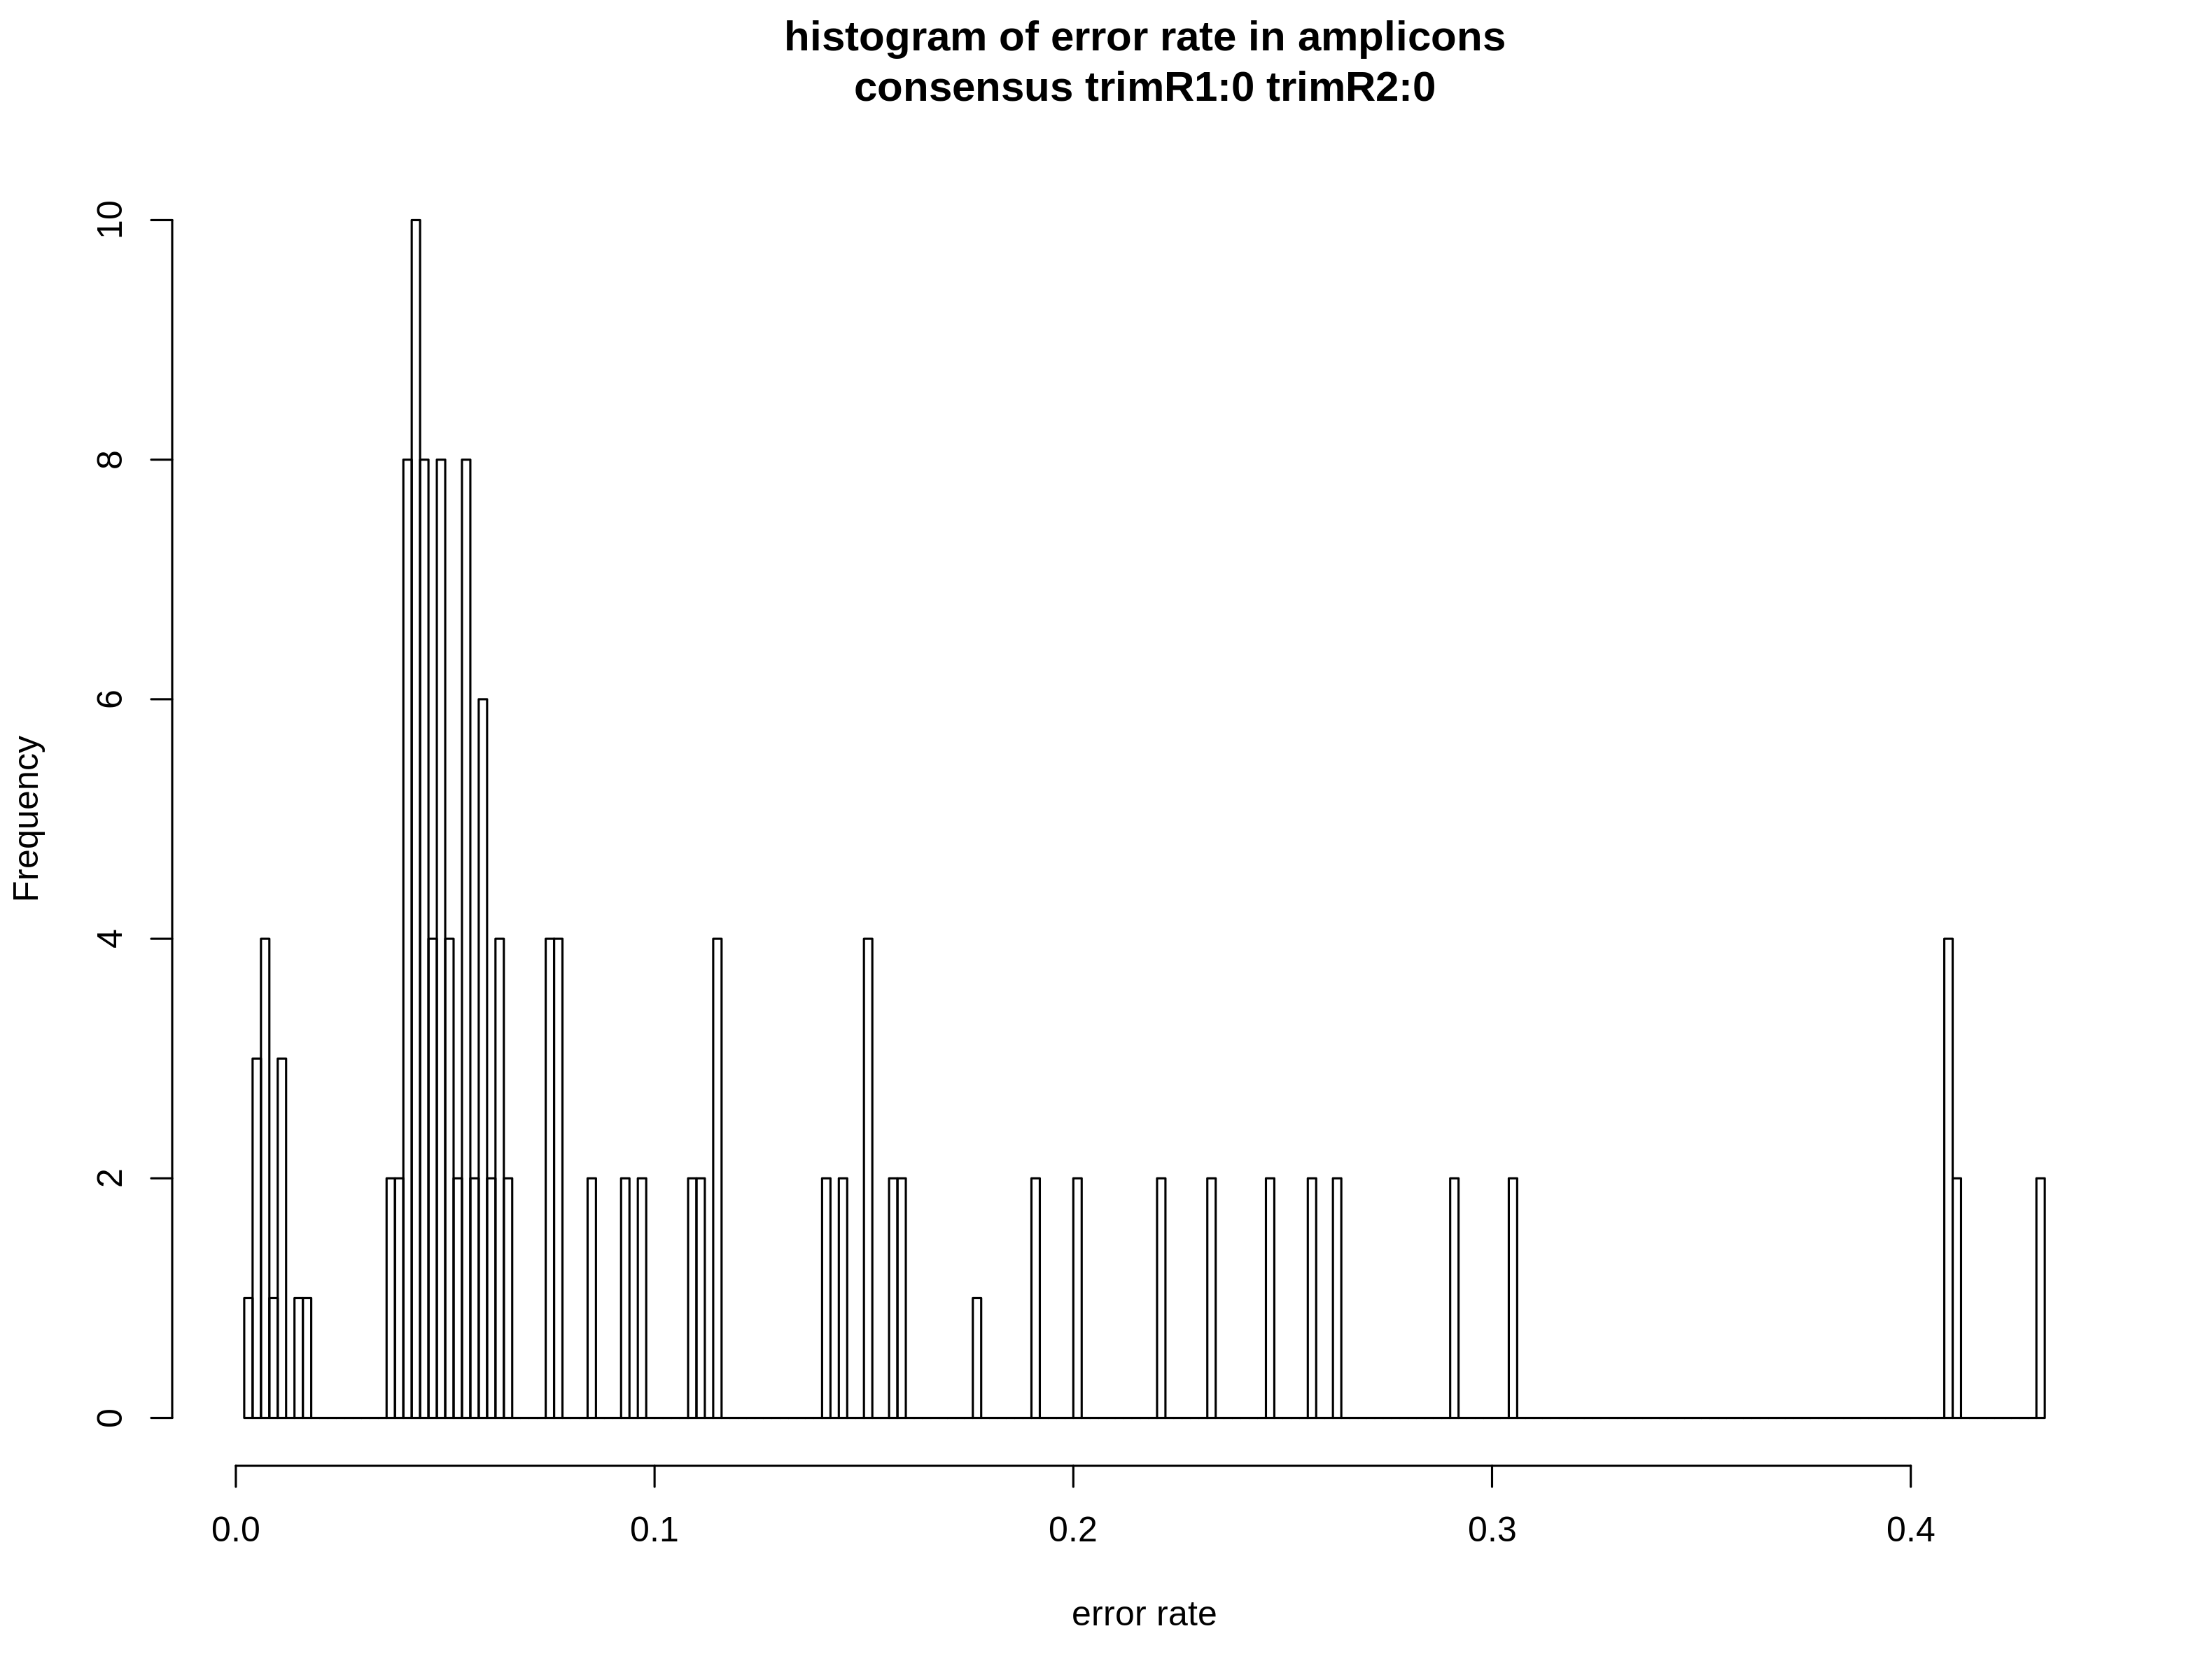 histogram of error rate in amplicons
consensus trimR1:0 trimR2:0
10
8
6
4
2
0
Frequency
0.0 0.1 0.2 0.3 0.4
error rate